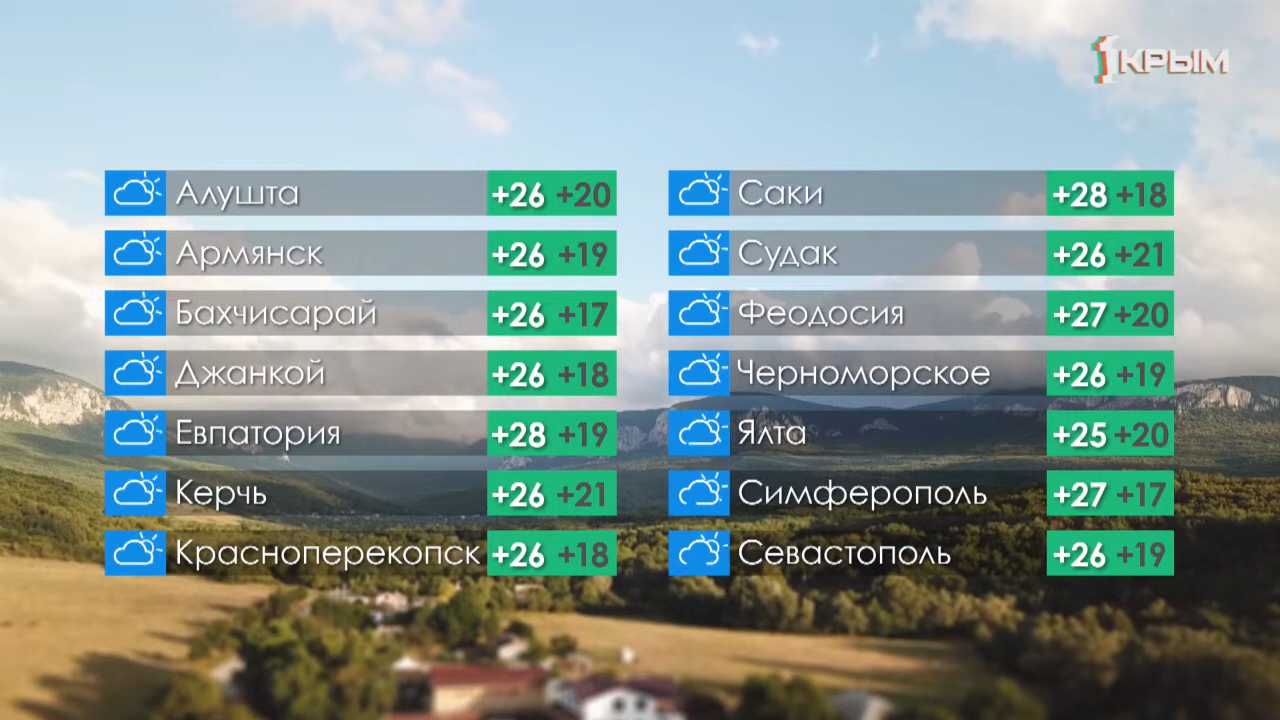 1КРЫМ
Алушта +26 +20
Армянск +26 +19
Бахчисарай +26 +17
Джанкой +26 +18
Евпатория +28 +19
Керчь +26 +21
Красноперекопск +26 +18
Саки +28 +18
Судак +26 +21
Феодосия +27 +20
Черноморское +26 +19
Ялта +25 +20
Симферополь +27 +17
Севастополь +26 +19